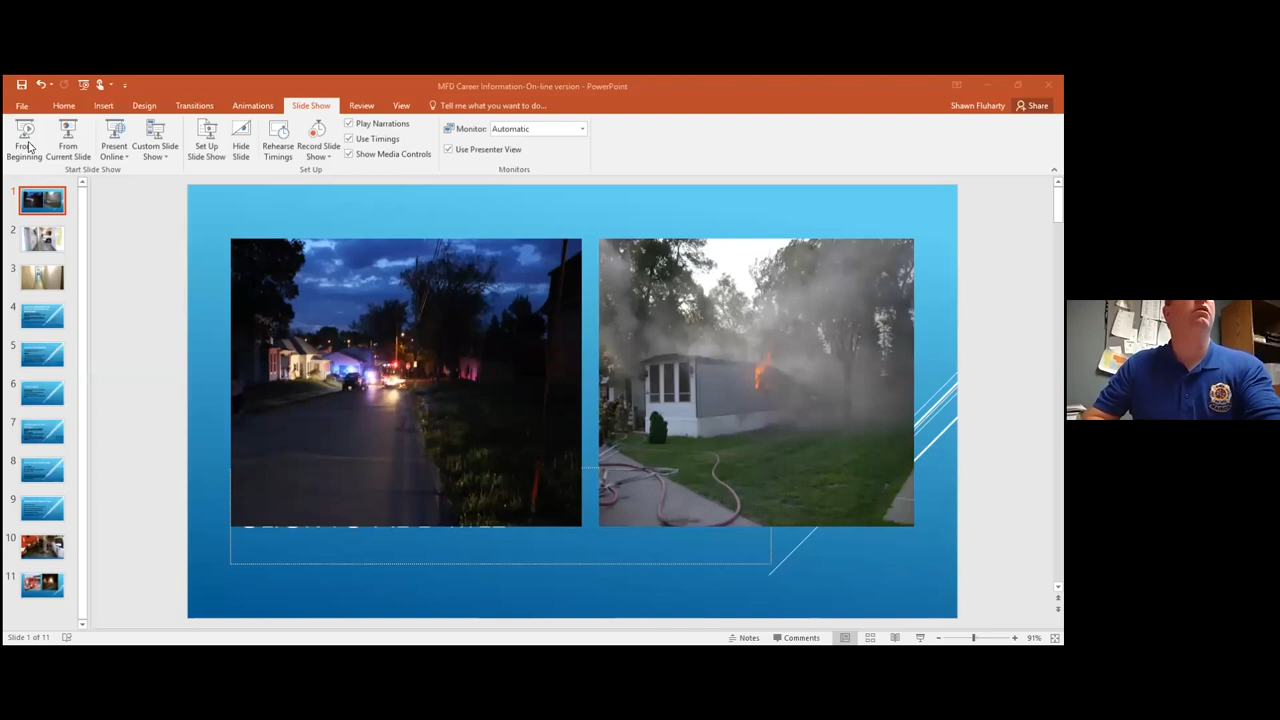 MFD Career Information-On-line version - PowerPoint
File Home Insert Design Transitions Animations Slide Show Review View Tell me what you want to do...
Shawn Fluharty Share
From Beginning
From Current Slide
Present Online
Custom Slide Show
Set Up Slide Show
Hide Slide
Rehearse Timings
Record Slide Show
Play Narrations
Use Timings
Show Media Controls
Monitor: Automatic
Use Presenter View
Start Slide Show
Set Up
Monitors
1
2
3
4
5
6
7
8
9
10
11
Slide 1 of 11
Notes
Comments
91%